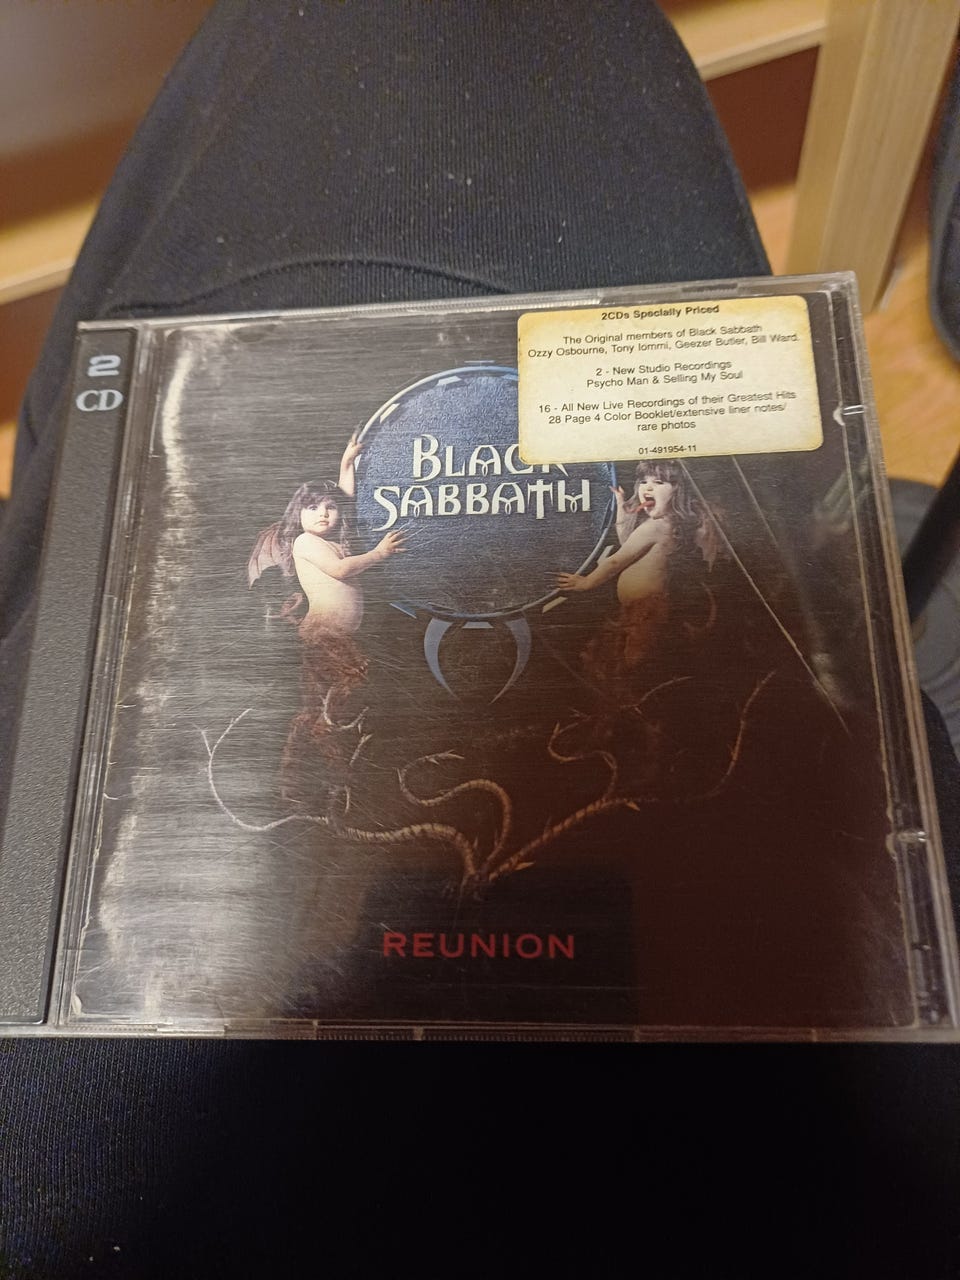 2
CD
2CDs Specially Priced
The Original members of Black Sabbath
Ozzy Osbourne, Tony Iommi, Geezer Butler, Bill Ward.
2 - New Studio Recordings
Psycho Man & Selling My Soul
16 - All New Live Recordings of their Greatest Hits
28 Page 4 Color Booklet/extensive liner notes/
rare photos
01-491954-11
BLACK
SABBATH
REUNION